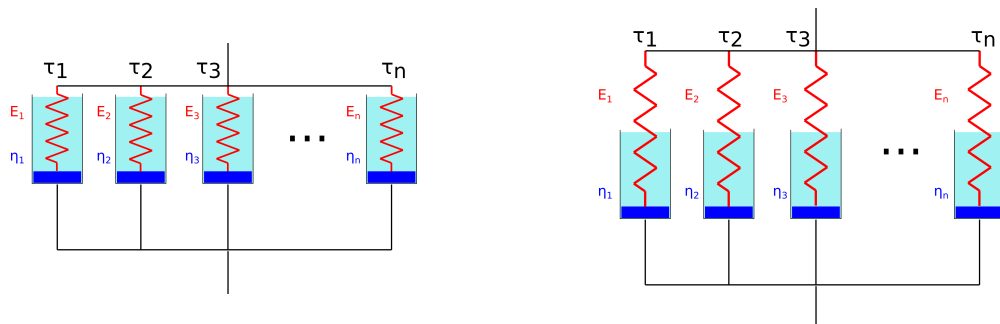 τ1 τ2 τ3 τn
E1 E2 E3 ... En
η1 η2 η3 ηn
τ1 τ2 τ3 τn
E1 E2 E3 En
η1 η2 η3 ... ηn